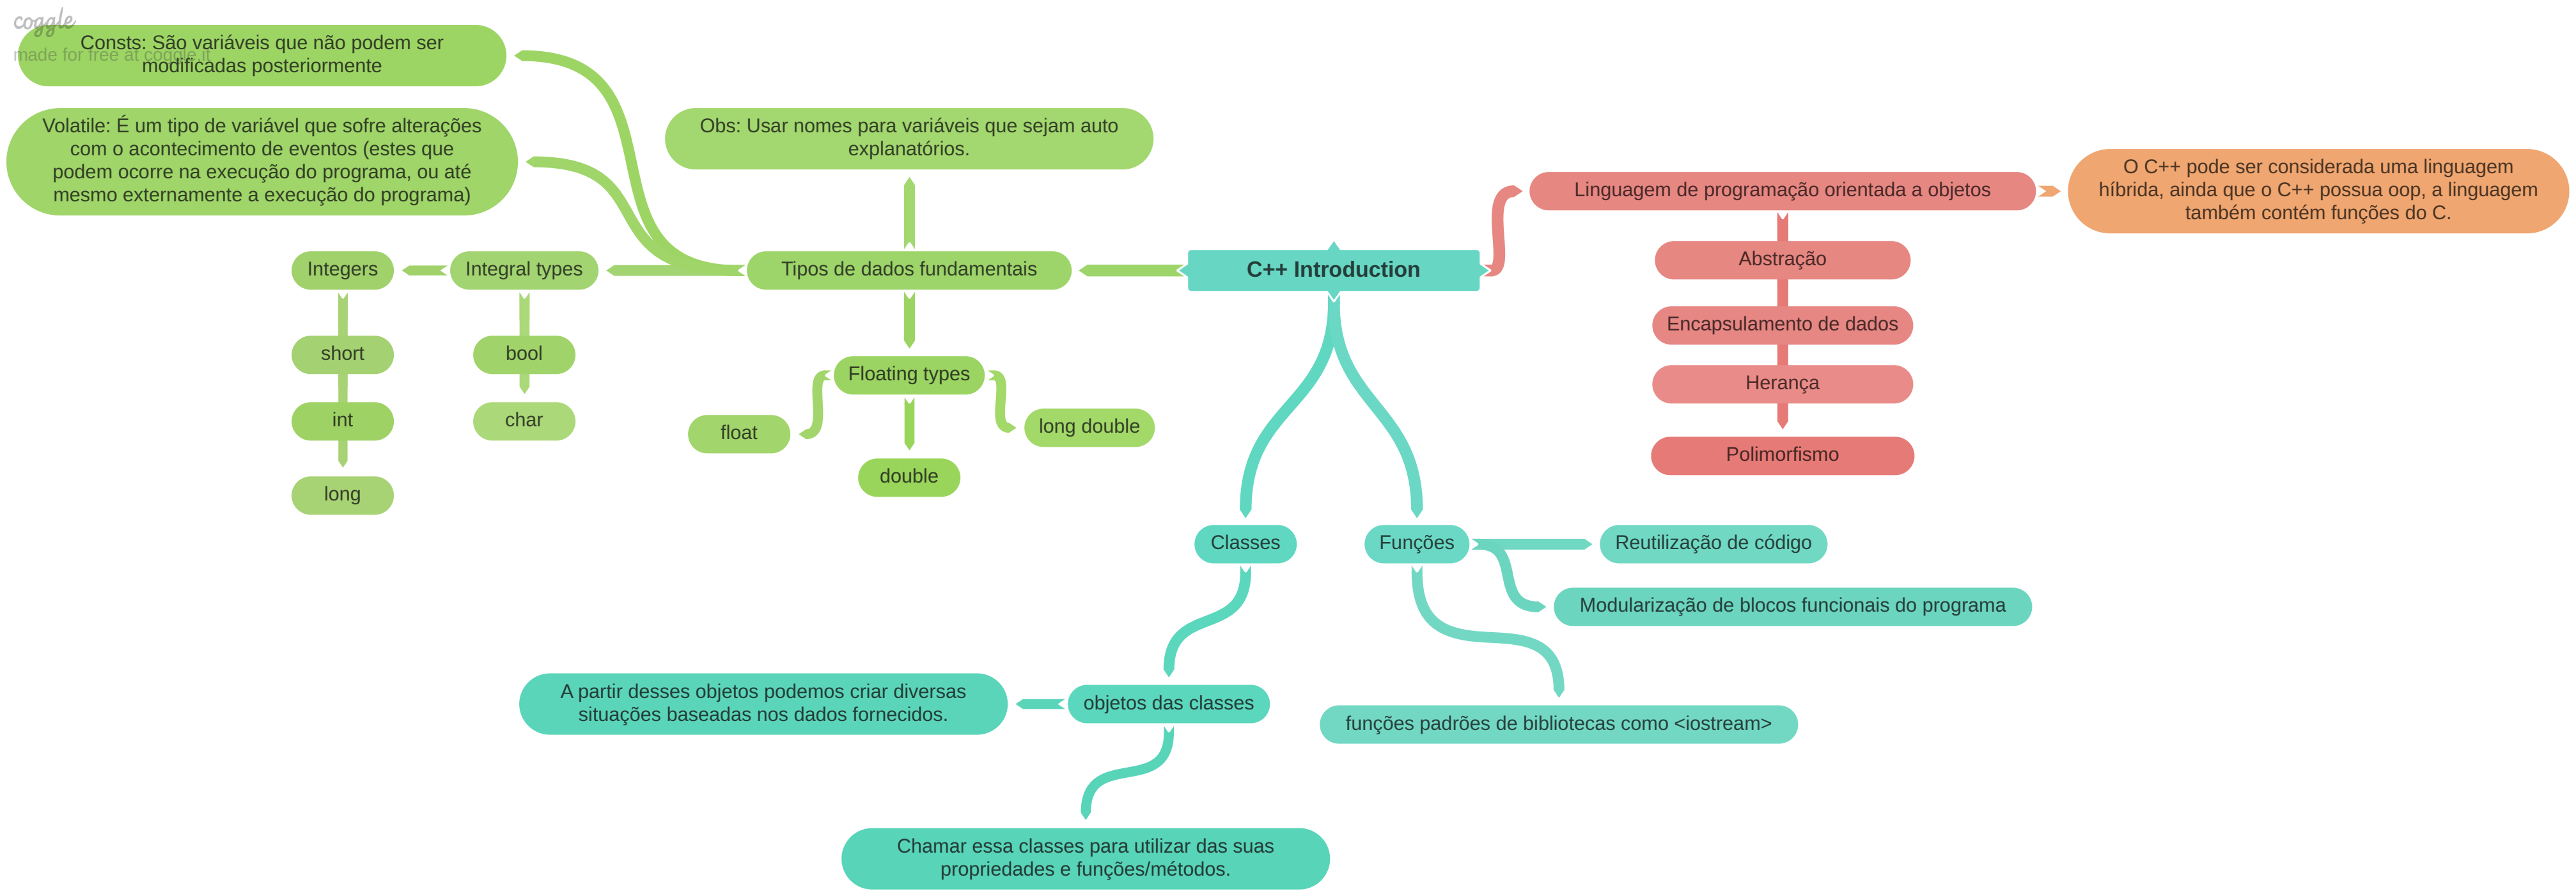 coggle
made for free at coggle.it
Consts: São variáveis que não podem ser
modificadas posteriormente
Volatile: É um tipo de variável que sofre alterações
com o acontecimento de eventos (estes que
podem ocorre na execução do programa, ou até
mesmo externamente a execução do programa)
Obs: Usar nomes para variáveis que sejam auto
explanatórios.
Integers
Integral types
Tipos de dados fundamentais
C++ Introduction
short
int
long
bool
char
Floating types
float
double
long double
Linguagem de programação orientada a objetos
O C++ pode ser considerada uma linguagem
híbrida, ainda que o C++ possua oop, a linguagem
também contém funções do C.
Abstração
Encapsulamento de dados
Herança
Polimorfismo
Classes
Funções
Reutilização de código
Modularização de blocos funcionais do programa
funções padrões de bibliotecas como <iostream>
objetos das classes
A partir desses objetos podemos criar diversas
situações baseadas nos dados fornecidos.
Chamar essa classes para utilizar das suas
propriedades e funções/métodos.